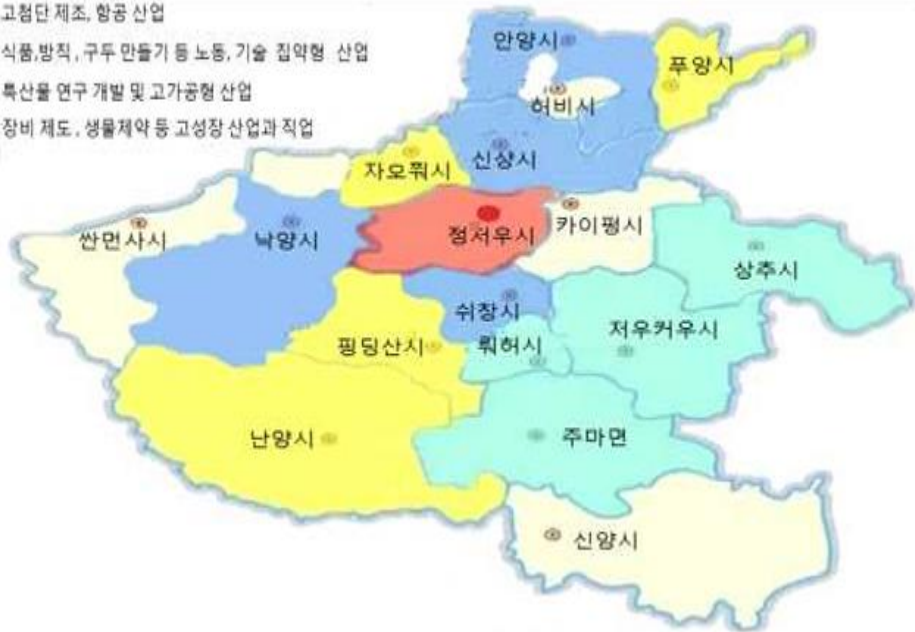 고첨단 제조, 항공 산업
식품,방직, 구두 만들기 등 노동, 기술 집약형 산업
특산물 연구 개발 및 고가공형 산업
장비 제도, 생물제약 등 고성장 산업과 직업
안양시
푸양시
허비시
신샹시
자오쭤시
싼먼사시
낙양시
정저우시
카이펑시
상추시
쉬창시
저우커우시
핑딩산시
뤄허시
난양시
주마면
신양시